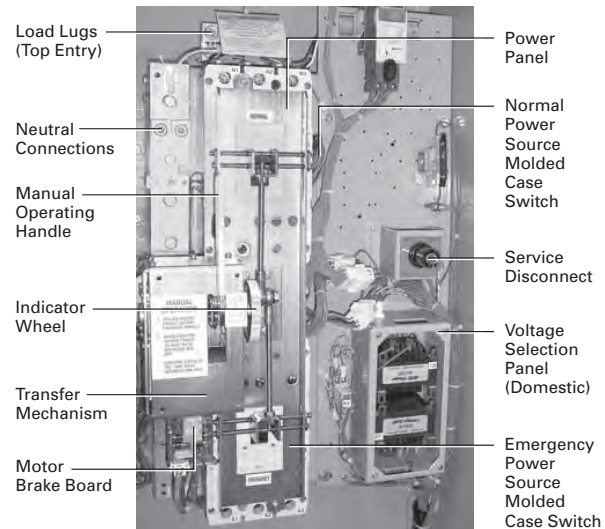 Load Lugs
(Top Entry)
Neutral
Connections
Manual
Operating
Handle
Indicator
Wheel
Transfer
Mechanism
Motor
Brake Board
Power
Panel
Normal
Power
Source
Molded
Case
Switch
Service
Disconnect
Voltage
Selection
Panel
(Domestic)
Emergency
Power
Source
Molded
Case Switch
NORMAL
MANUAL
EMERGENCY